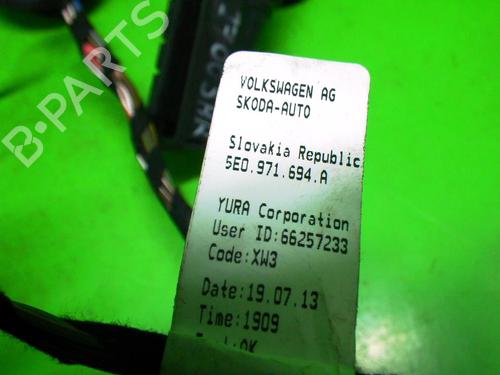 B-PARTS
VOLKSWAGEN AG
SKODA-AUTO
Slovakia Republic
5E0.971.694.A
YURA Corporation
User ID:66257233
Code:XW3
Date:19.07.13
Time:1909